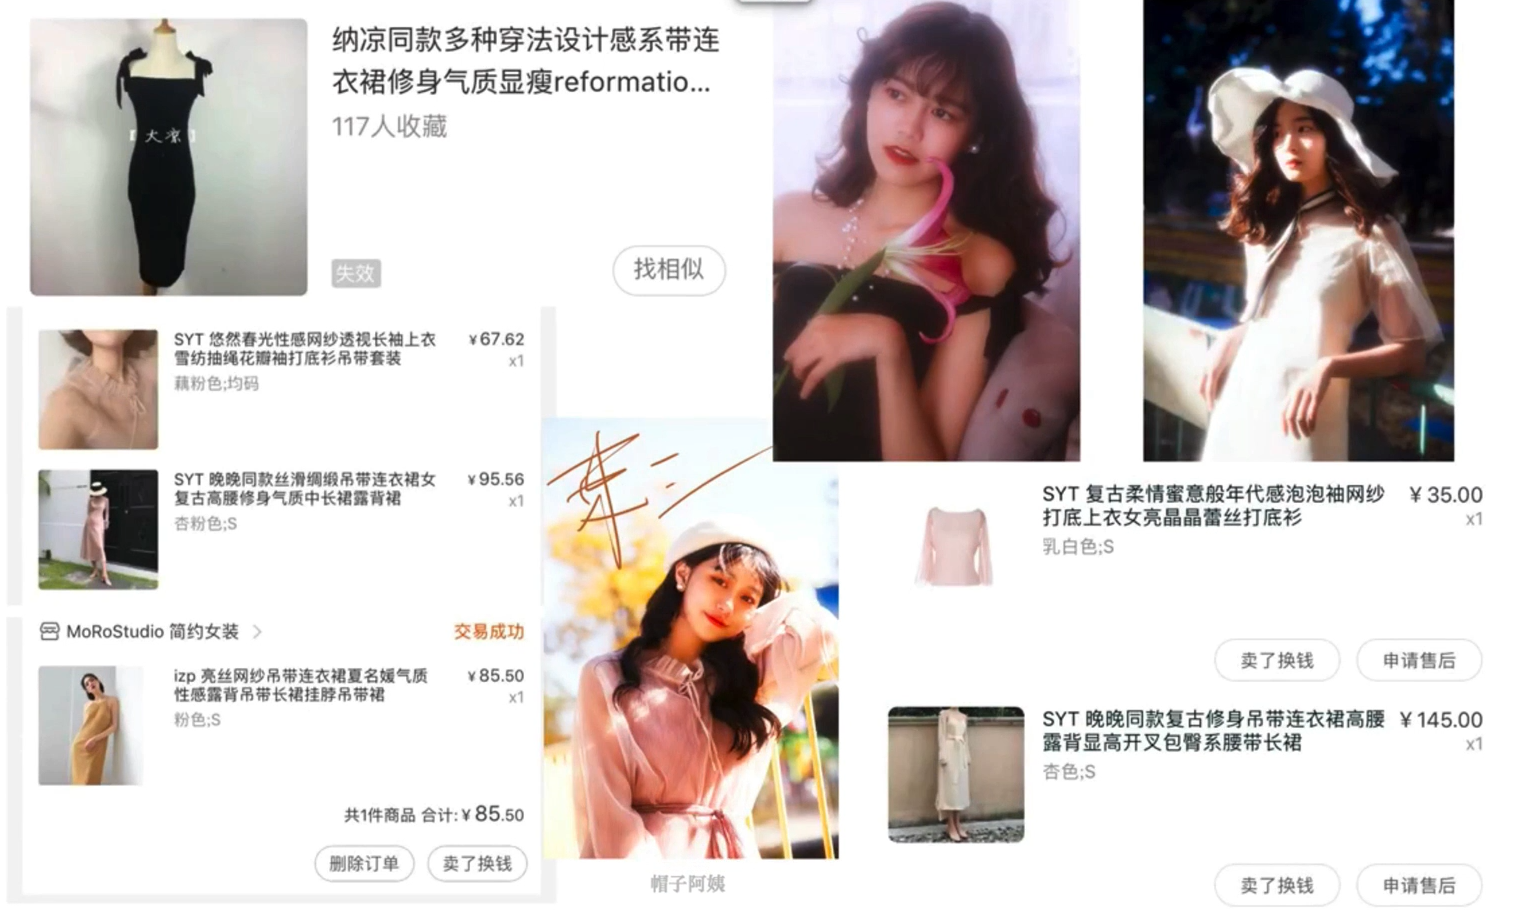 纳凉同款多种穿法设计感系带连
衣裙修身气质显瘦reformatio...
117人收藏
【大凉】
失效
找相似
SYT 悠然春光性感网纱透视长袖上衣
雪纺抽绳花瓣袖打底衫吊带套装
藕粉色;均码
¥67.62
x1
SYT 晚晚同款丝滑绸缎吊带连衣裙女
复古高腰修身气质中长裙露背裙
杏粉色;S
¥95.56
x1
MoRoStudio 简约女装
交易成功
izp 亮丝网纱吊带连衣裙夏名媛气质
性感露背吊带长裙挂脖吊带裙
粉色;S
¥85.50
x1
共1件商品 合计:¥85.50
删除订单
卖了换钱
帽子阿姨
SYT 复古柔情蜜意般年代感泡泡袖网纱
打底上衣女亮晶晶蕾丝打底衫
乳白色;S
¥35.00
x1
卖了换钱
申请售后
SYT 晚晚同款复古修身吊带连衣裙高腰
露背显高开叉包臀系腰带长裙
杏色;S
¥145.00
x1
卖了换钱
申请售后